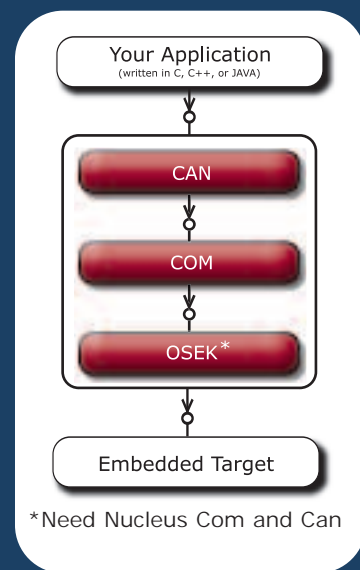 Your Application
(written in C, C++, or JAVA)
CAN
COM
OSEK*
Embedded Target
*Need Nucleus Com and Can